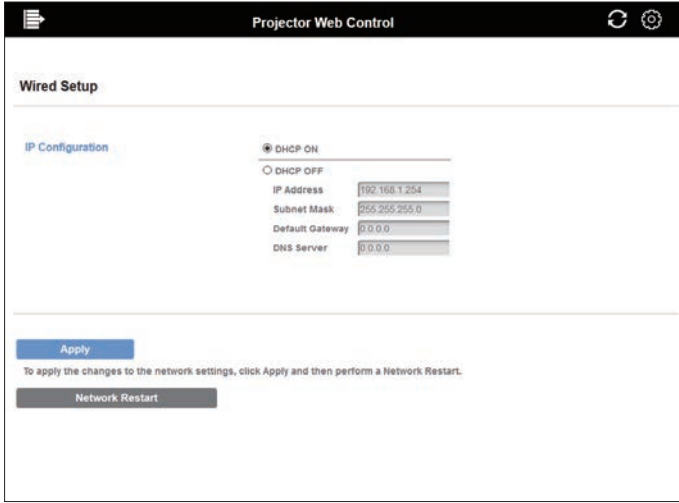 Projector Web Control
Wired Setup
IP Configuration
DHCP ON
DHCP OFF
IP Address 192.168.1.254
Subnet Mask 255.255.255.0
Default Gateway 0.0.0.0
DNS Server 0.0.0.0
Apply
To apply the changes to the network settings, click Apply and then perform a Network Restart.
Network Restart